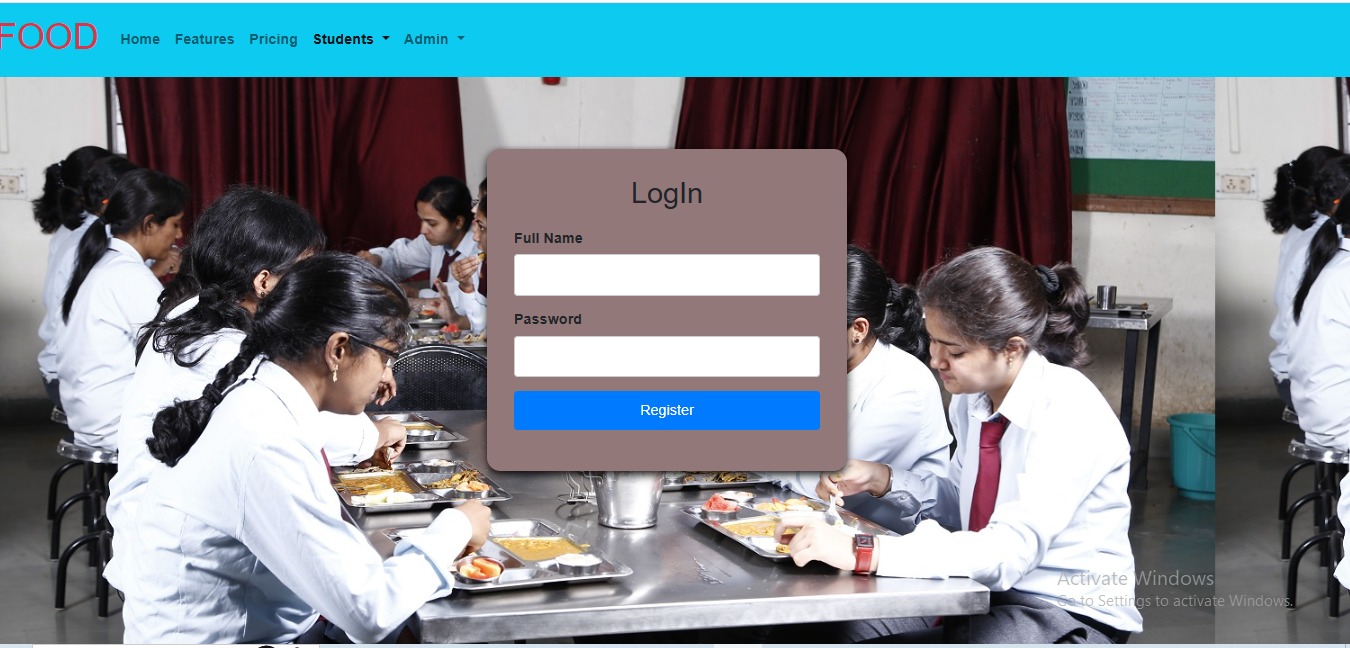 FOOD
Home Features Pricing Students Admin
LogIn
Full Name
Password
Register
Activate Windows
Go to Settings to activate Windows.